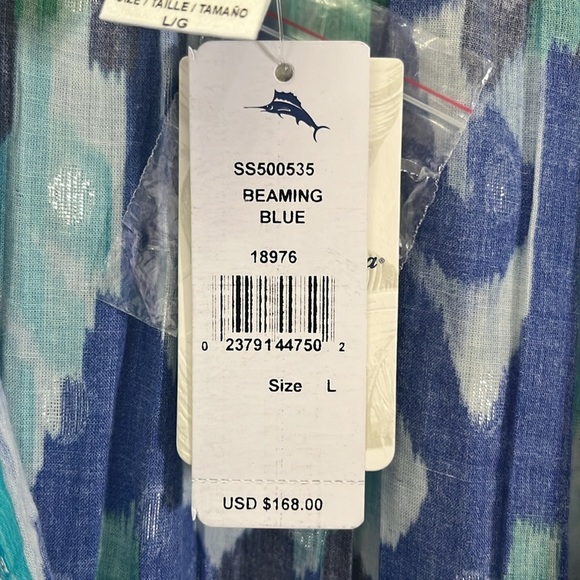 SIZE / TAILLE / TAMAÑO
L/G
SS500535
BEAMING
BLUE
18976
a®
0 23791 44750 2
Size L
USD $168.00